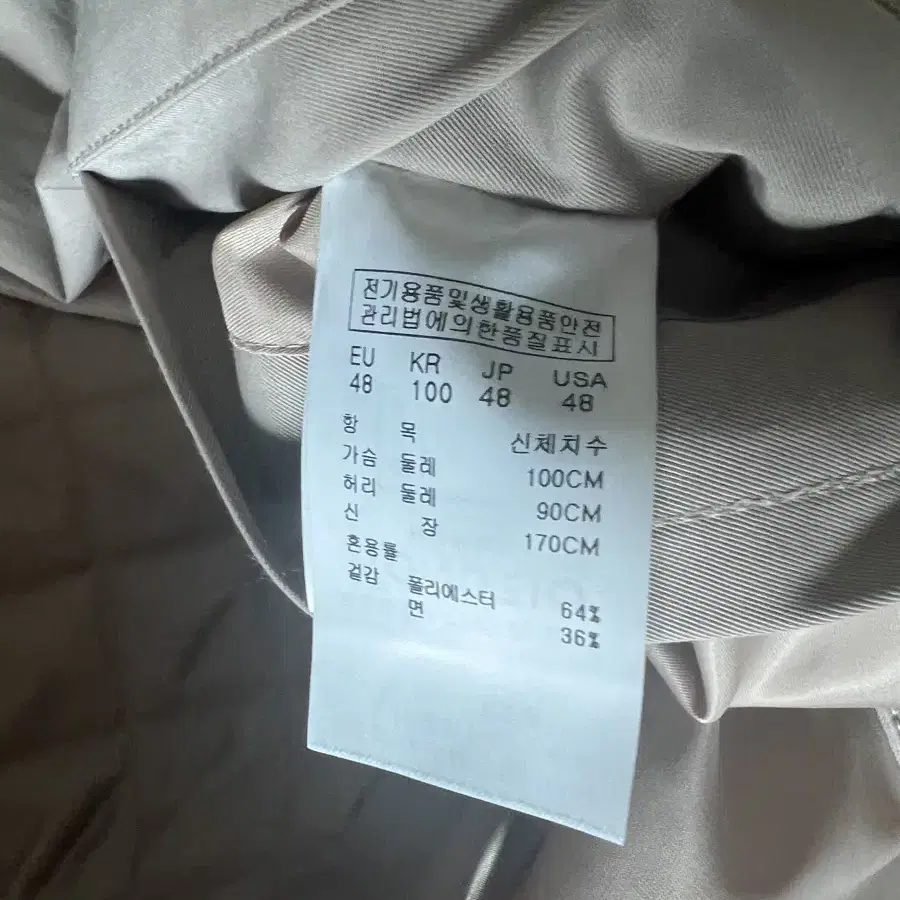 전기용품및생활용품안전
관리법에의한품질표시
EU KR JP USA
48 100 48 48
항 목 신체치수
가슴 둘레 100CM
허리 둘레 90CM
신 장 170CM
혼용률
겉감 폴리에스터 64%
면 36%